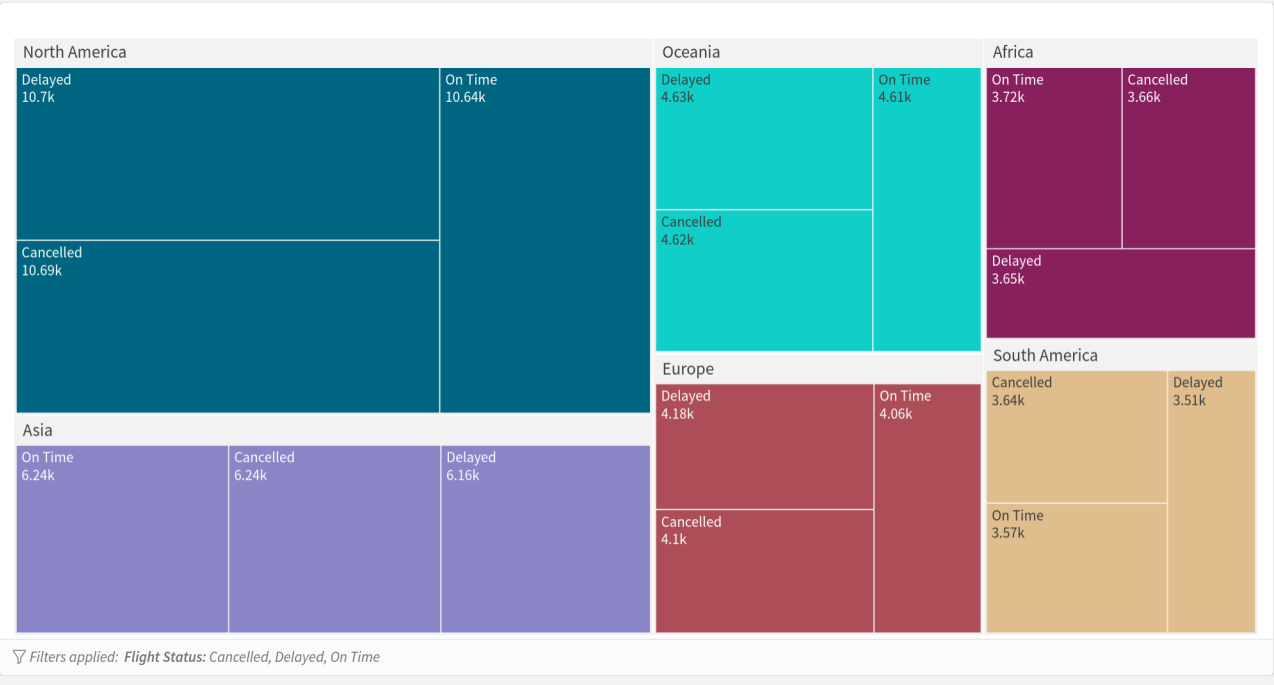 North America
Delayed
10.7k
On Time
10.64k
Cancelled
10.69k
Asia
On Time
6.24k
Cancelled
6.24k
Delayed
6.16k
Oceania
Delayed
4.63k
On Time
4.61k
Cancelled
4.62k
Europe
Delayed
4.18k
On Time
4.06k
Cancelled
4.1k
Africa
On Time
3.72k
Cancelled
3.66k
Delayed
3.65k
South America
Cancelled
3.64k
Delayed
3.51k
On Time
3.57k
Filters applied: Flight Status: Cancelled, Delayed, On Time